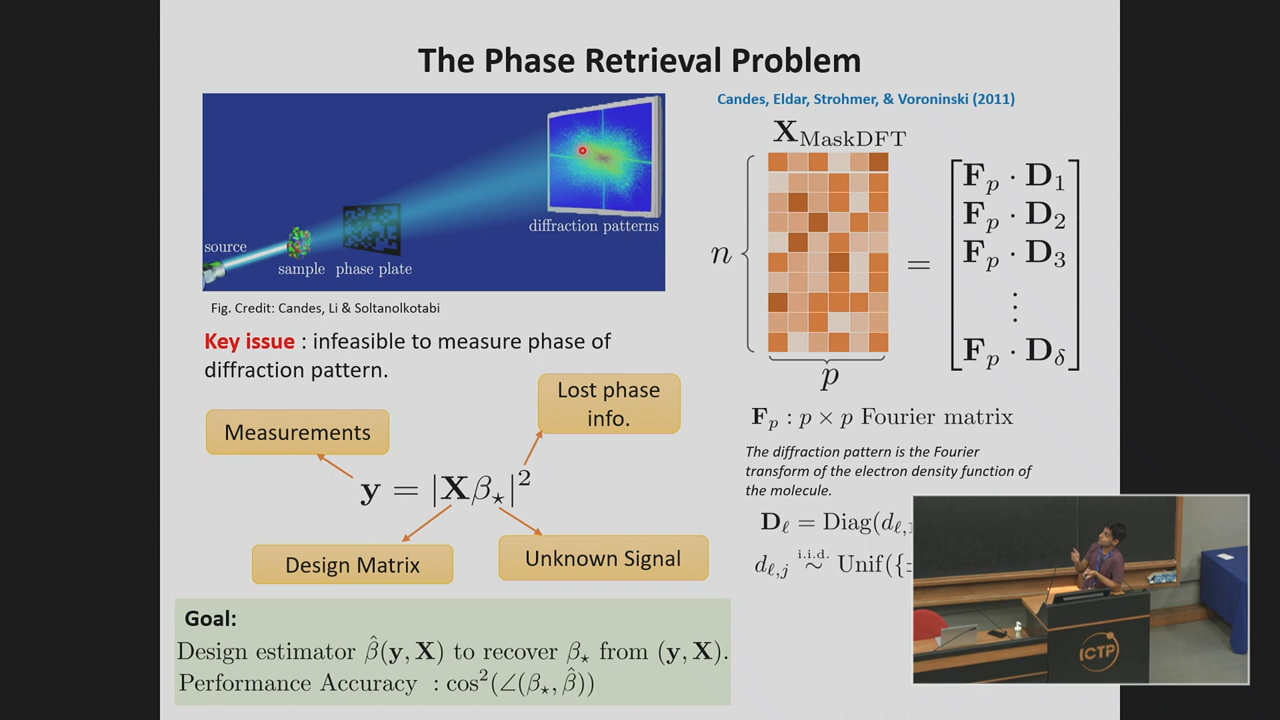 The Phase Retrieval Problem
source
sample
phase plate
diffraction patterns
Fig. Credit: Candes, Li & Soltanolkotabi
Key issue : infeasible to measure phase of
diffraction pattern.
Measurements
Lost phase
info.
y = |Xβ⋆|²
Design Matrix
Unknown Signal
Goal:
Design estimator β̂(y, X) to recover β⋆ from (y, X).
Performance Accuracy : cos²(∠(β⋆, β̂))
Candes, Eldar, Strohmer, & Voroninski (2011)
X_MaskDFT
n
p
=
F_p · D_1
F_p · D_2
F_p · D_3
⋮
F_p · D_δ
F_p : p × p Fourier matrix
The diffraction pattern is the Fourier
transform of the electron density function of
the molecule.
D_ℓ = Diag(d_ℓ,
d_ℓ,j i.i.d. ~ Unif({
ICTP